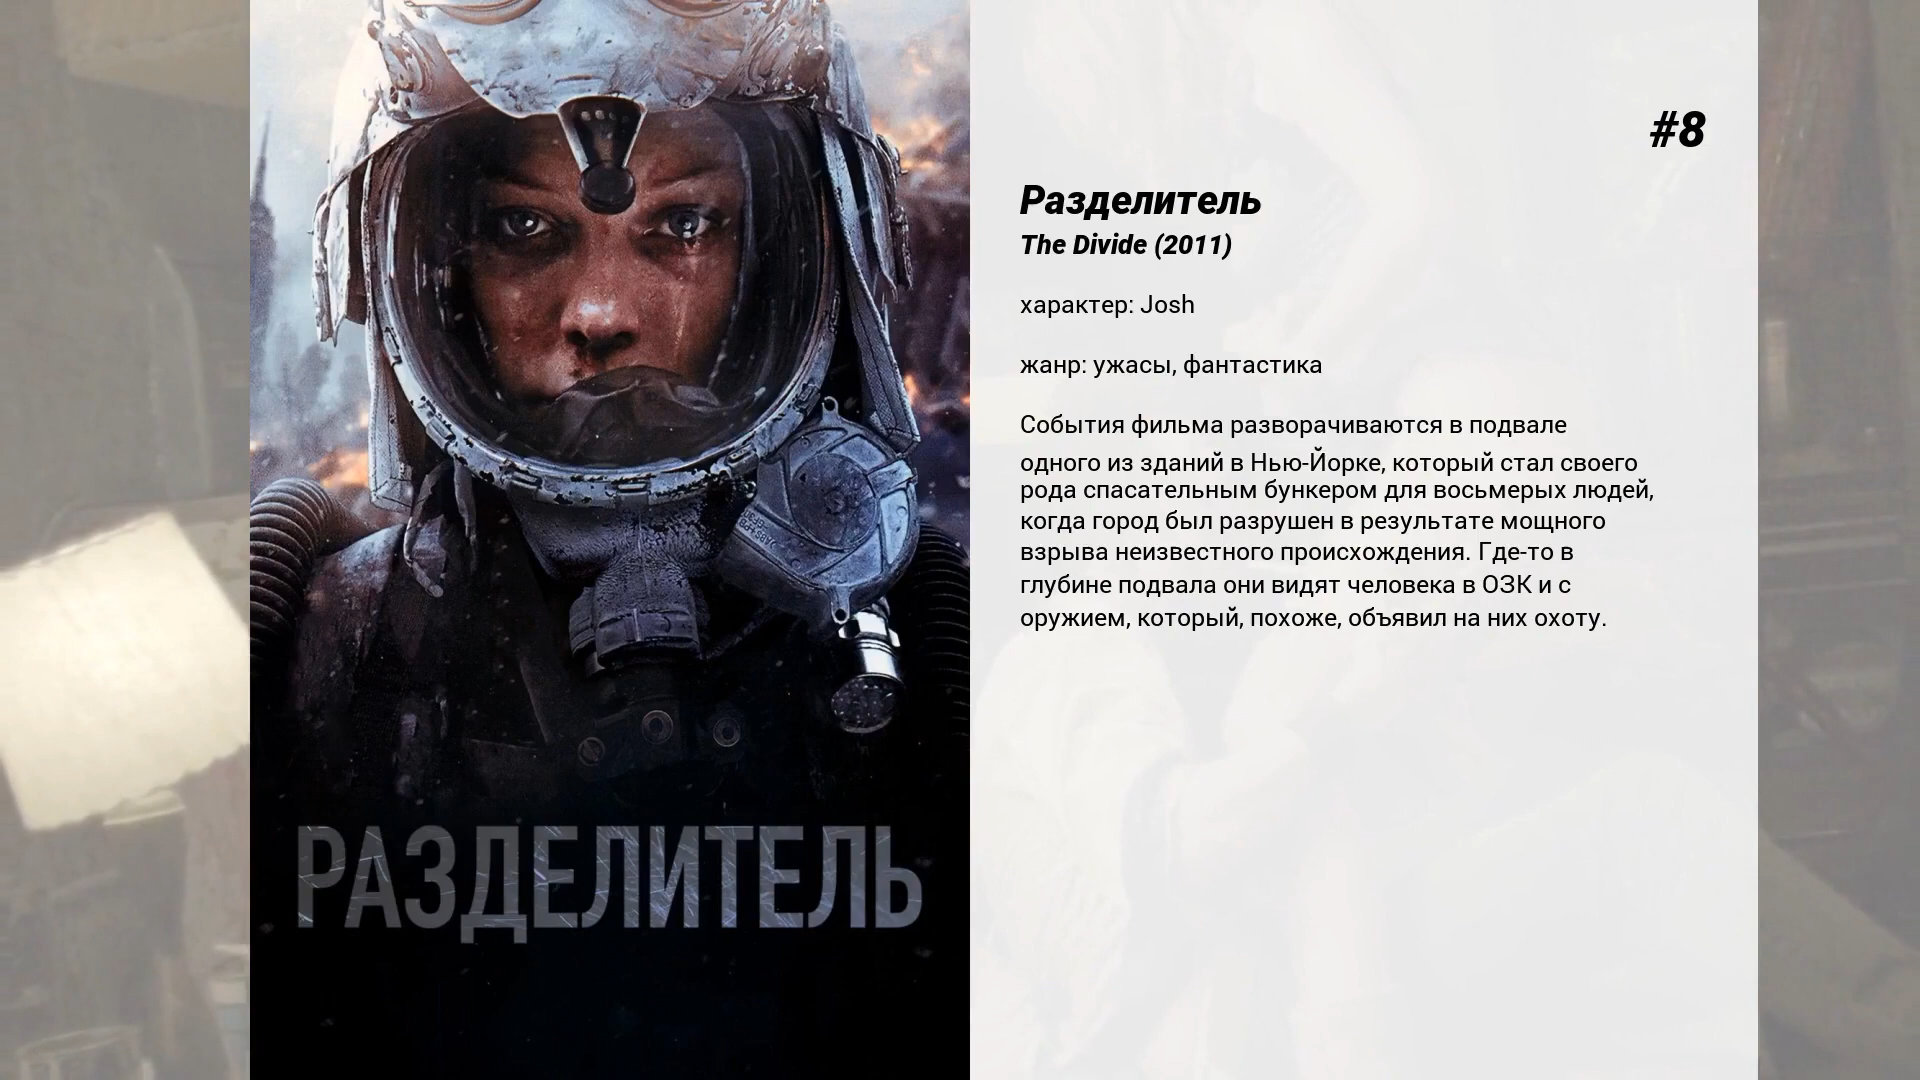 #8
Разделитель
The Divide (2011)
характер: Josh
жанр: ужасы, фантастика
События фильма разворачиваются в подвале
одного из зданий в Нью-Йорке, который стал своего
рода спасательным бункером для восьмерых людей,
когда город был разрушен в результате мощного
взрыва неизвестного происхождения. Где-то в
глубине подвала они видят человека в ОЗК и с
оружием, который, похоже, объявил на них охоту.
РАЗДЕЛИТЕЛЬ